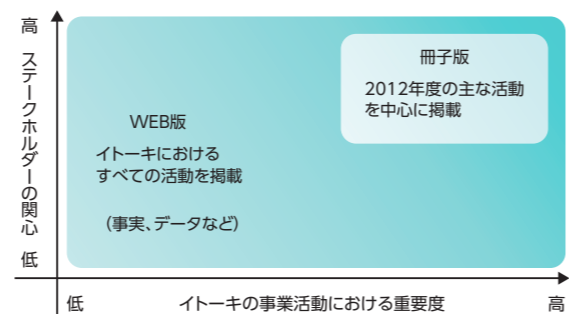 高
ステークホルダーの関心
低
冊子版
2012年度の主な活動
を中心に掲載
WEB版
イトーキにおける
すべての活動を掲載
(事実、データなど)
低
イトーキの事業活動における重要度
高